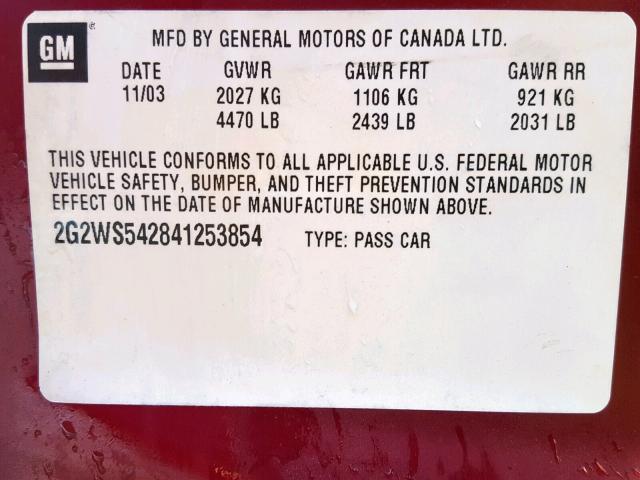 GM ®
MFD BY GENERAL MOTORS OF CANADA LTD.
DATE GVWR GAWR FRT GAWR RR
11/03 2027 KG 1106 KG 921 KG
4470 LB 2439 LB 2031 LB
THIS VEHICLE CONFORMS TO ALL APPLICABLE U.S. FEDERAL MOTOR
VEHICLE SAFETY, BUMPER, AND THEFT PREVENTION STANDARDS IN
EFFECT ON THE DATE OF MANUFACTURE SHOWN ABOVE.
2G2WS542841253854 TYPE: PASS CAR